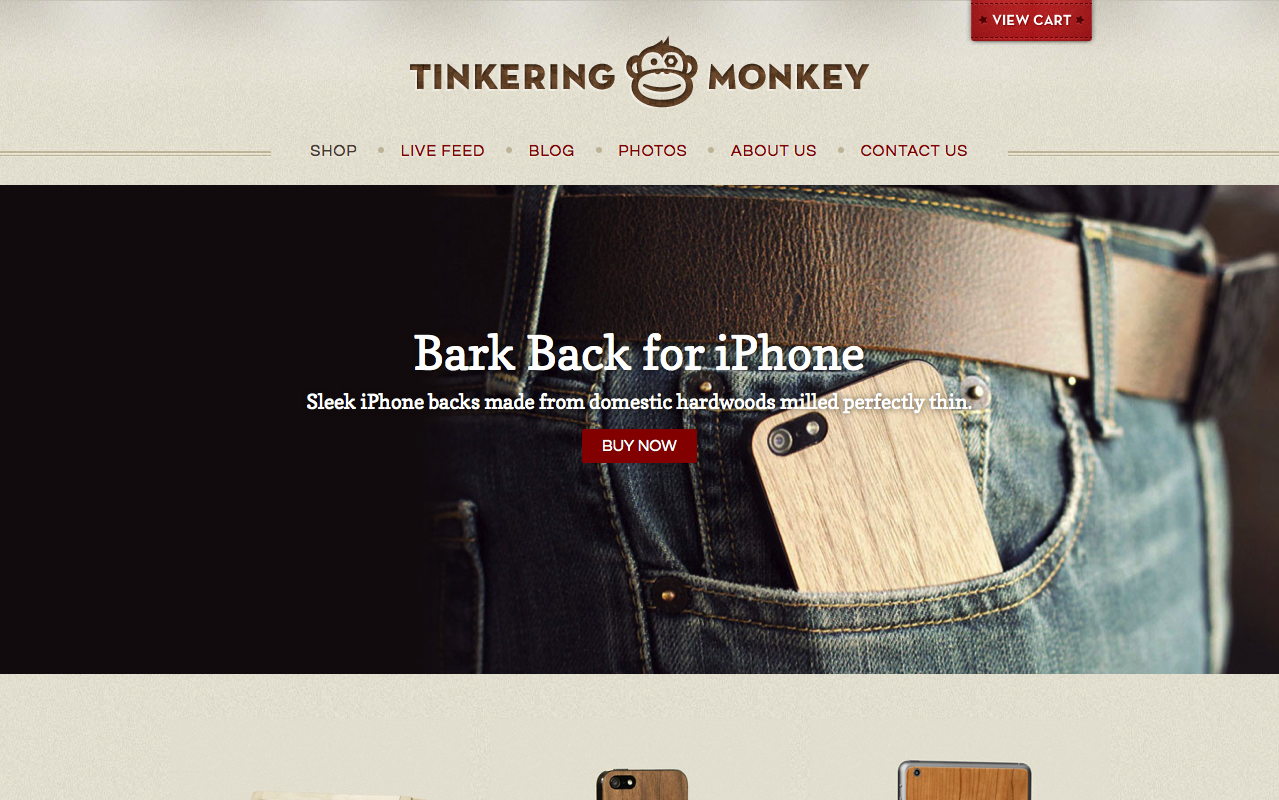 VIEW CART
TINKERING MONKEY
SHOP LIVE FEED BLOG PHOTOS ABOUT US CONTACT US
Bark Back for iPhone
Sleek iPhone backs made from domestic hardwoods milled perfectly thin.
BUY NOW